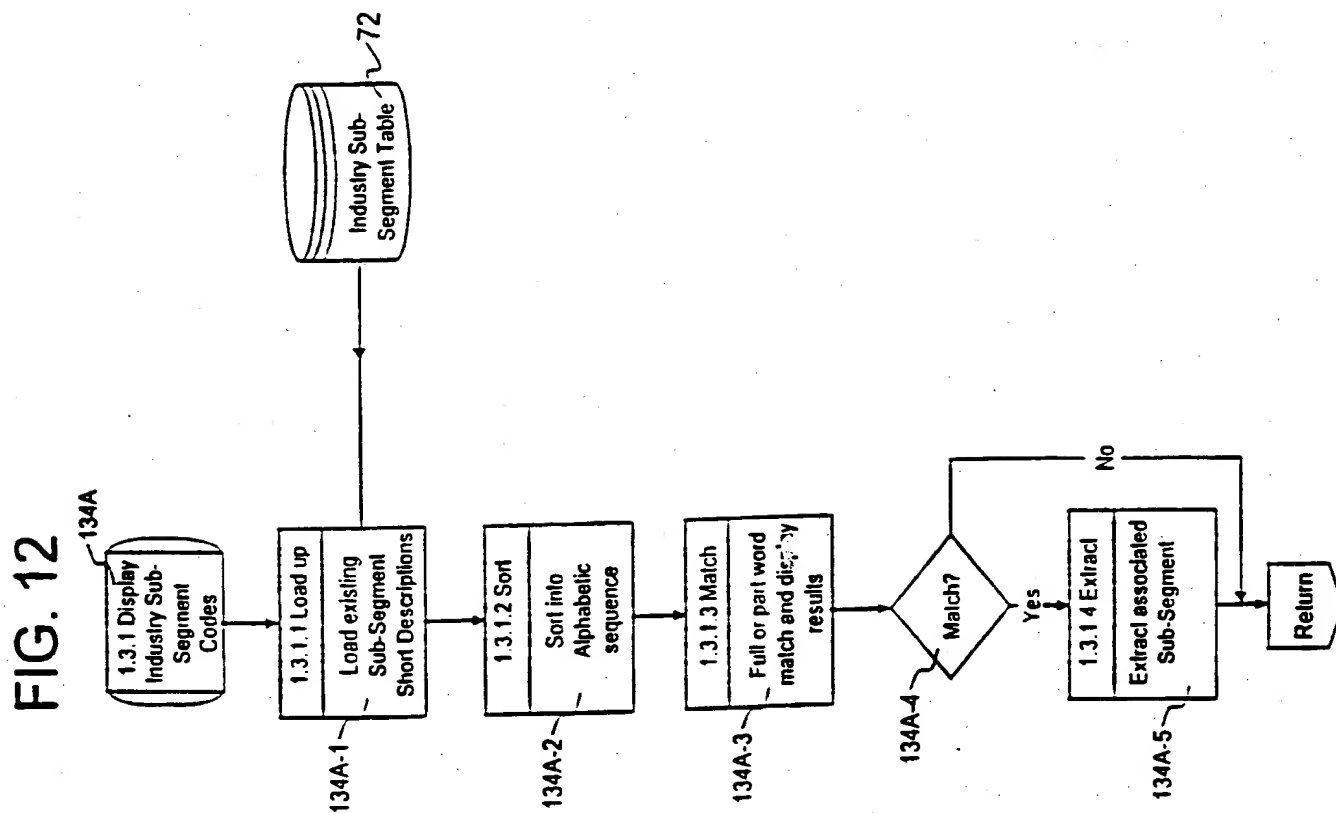 FIG. 12
134A
1.3.1 Display
Industry Sub-
Segment
Codes
1.3.1.1 Load up
Load existing
Sub-Segment
Short Descriptions
134A-1
Industry Sub-
Segment Table
72
1.3.1.2 Sort
Sort into
Alphabetic
sequence
134A-2
1.3.1.3 Match
Full or part word
match and display
results
134A-3
Match?
134A-4
No
Yes
1.3.1 4 Extract
Extract associated
Sub-Segment
134A-5
Return